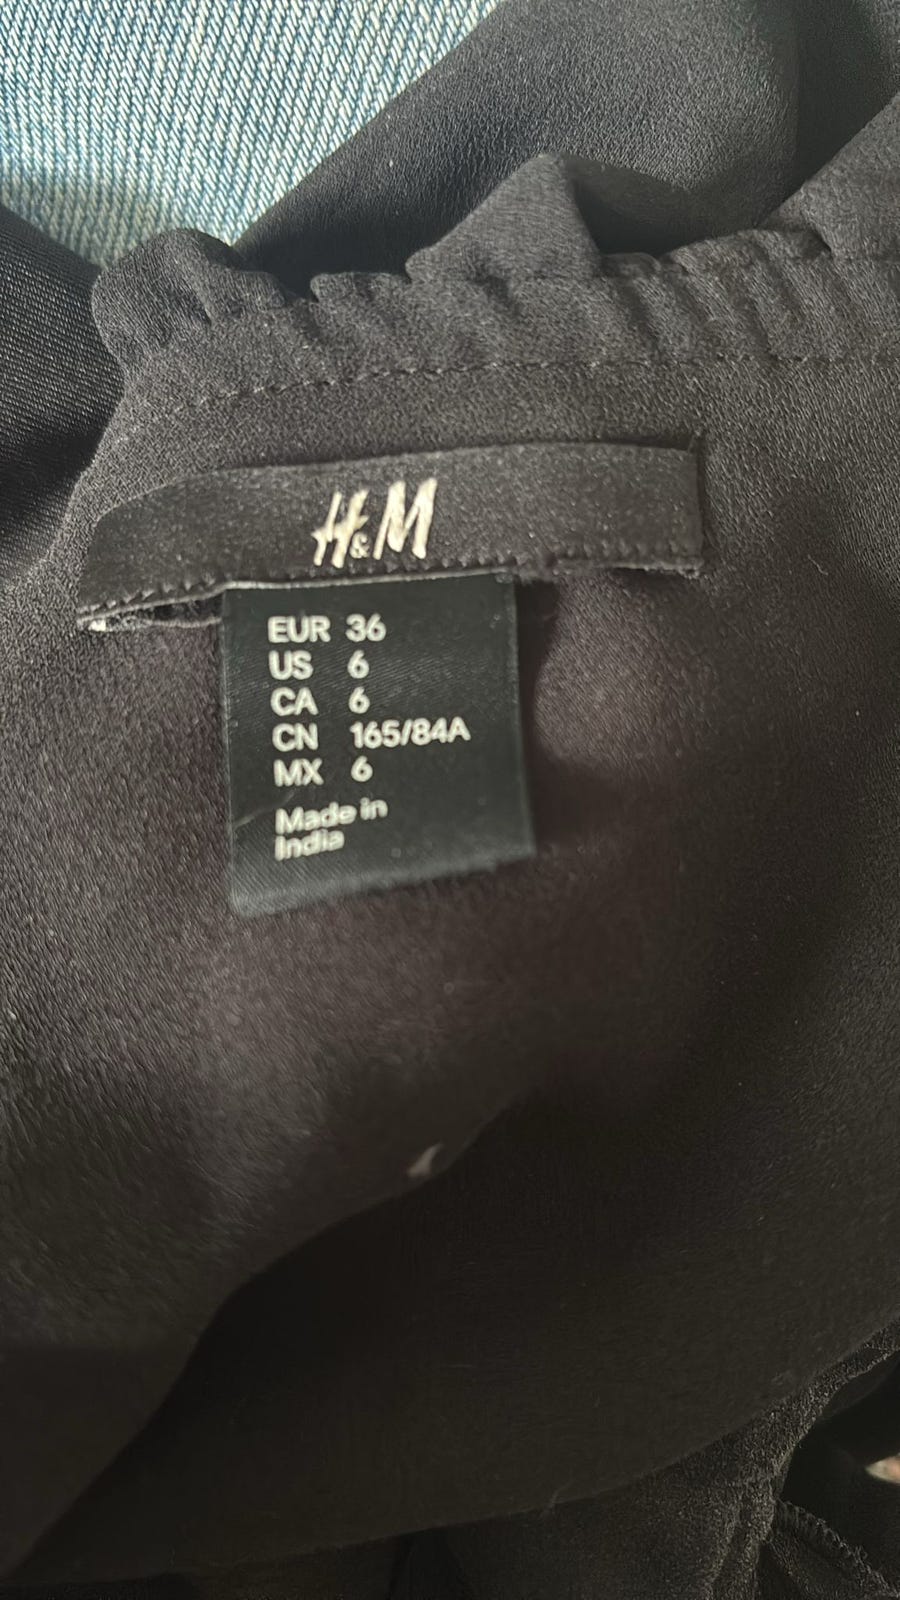 H&M
EUR 36
US 6
CA 6
CN 165/84A
MX 6
Made in
India